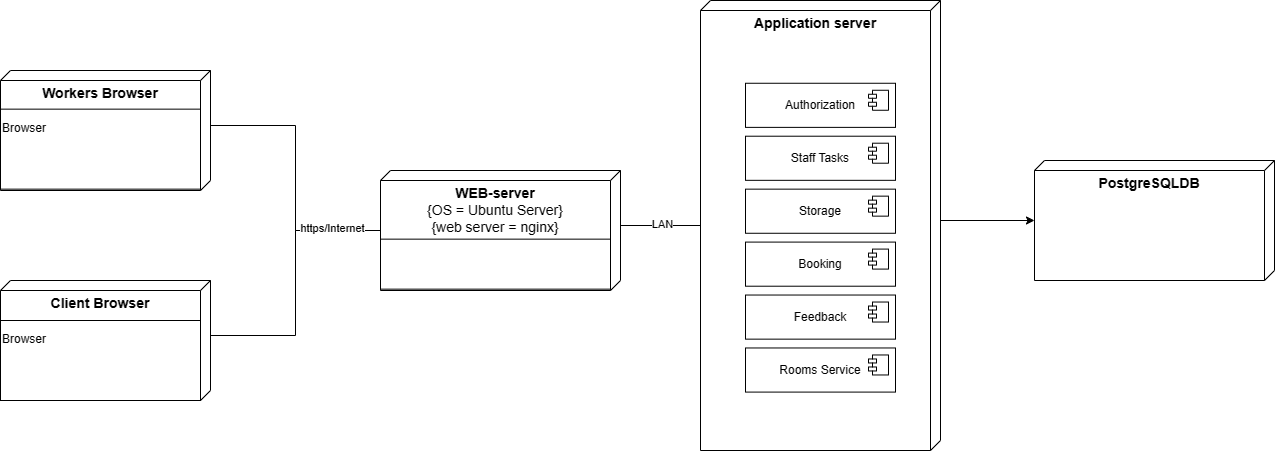 Workers Browser
Browser
Client Browser
Browser
https/Internet
WEB-server
{OS = Ubuntu Server}
{web server = nginx}
LAN
Application server
Authorization
Staff Tasks
Storage
Booking
Feedback
Rooms Service
PostgreSQLDB